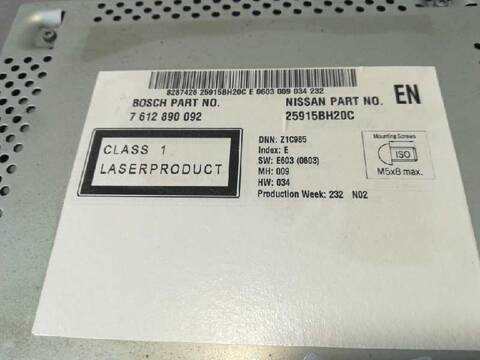 8287428 25915BH20C E 0603 009 034 232
BOSCH PART NO.
7 612 890 092
NISSAN PART NO.
25915BH20C
EN
CLASS 1
LASERPRODUCT
DNN: Z1C985
Index: E
SW: E603 (0603)
MH: 009
HW: 034
Production Week: 232 N02
Mounting Screws
ISO
M5x8 max.